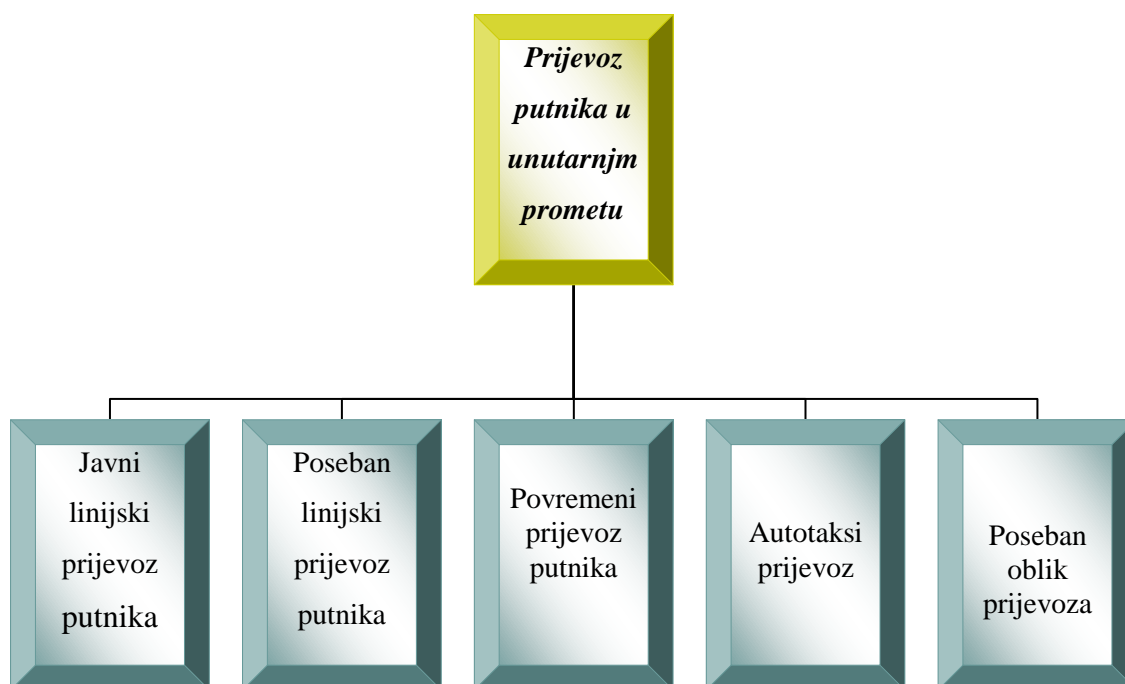 Prijevoz
putnika u
unutarnjm
prometu
Javni
linijski
prijevoz
putnika
Poseban
linijski
prijevoz
putnika
Povremeni
prijevoz
putnika
Autotaksi
prijevoz
Poseban
oblik
prijevoza